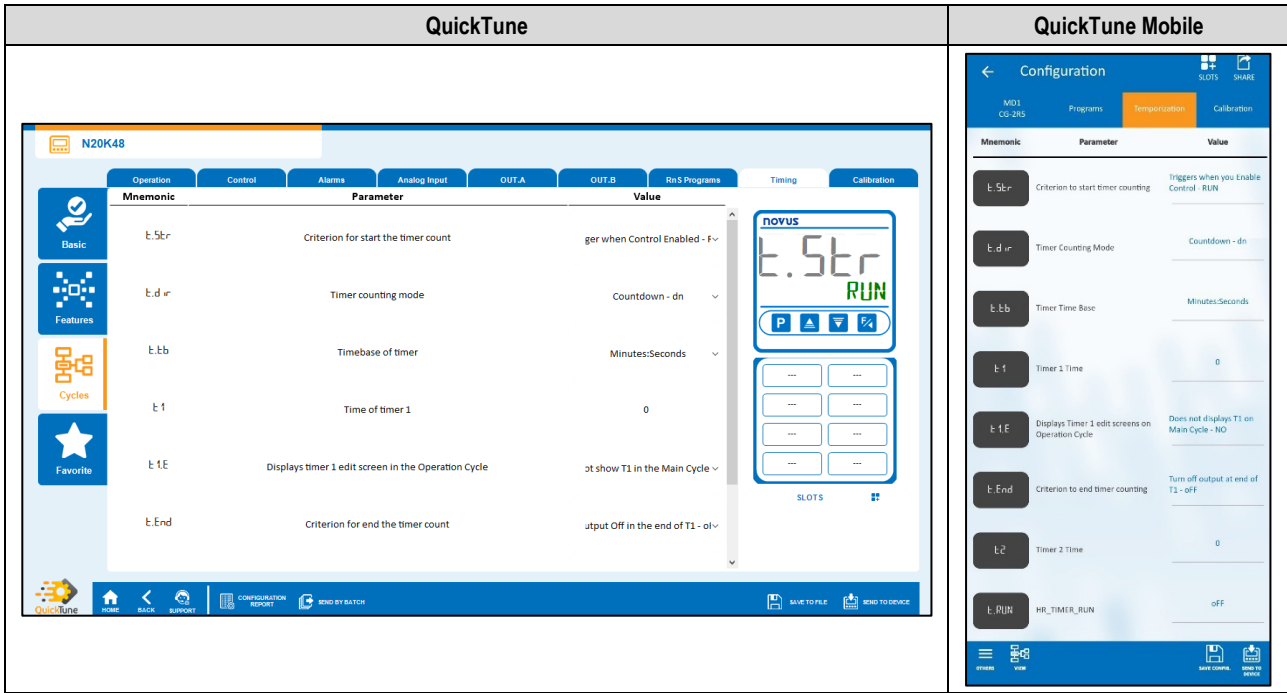 QuickTune
QuickTune Mobile
N20K48
Operation Control Alarms Analog Input OUT.A OUT.B RnS Programs Timing Calibration
Mnemonic Parameter Value
Basic
Features
Cycles
Favorite
t.Str Criterion for start the timer count ger when Control Enabled -
t.dir Timer counting mode Countdown - dn
t.tb Timebase of timer Minutes:Seconds
t1 Time of timer 1 0
t1.E Displays timer 1 edit screen in the Operation Cycle ot show T1 in the Main Cycle
t.End Criterion for end the timer count utput Off in the end of T1 -
novus
t.Str
RUN
P F/
--- ---
--- ---
--- ---
--- ---
SLOTS
QuickTune
HOME BACK SUPPORT CONFIGURATION REPORT SEND BY BATCH SAVE TO FILE SEND TO DEVICE
Configuration SLOTS SHARE
MD1
CG-2R5
Programs Temporization Calibration
Mnemonic Parameter Value
t.Str Criterion to start timer counting Triggers when you Enable
Control - RUN
t.dir Timer Counting Mode Countdown - dn
t.tb Timer Time Base Minutes:Seconds
t1 Timer 1 Time 0
t1.E Displays Timer 1 edit screens on
Operation Cycle
Does not displays T1 on
Main Cycle - NO
t.End Criterion to end timer counting Turn off output at end of
T1 - oFF
t2 Timer 2 Time 0
t.RUN HR_TIMER_RUN oFF
OTHERS VIEW SAVE CONFIG. SEND TO
DEVICE